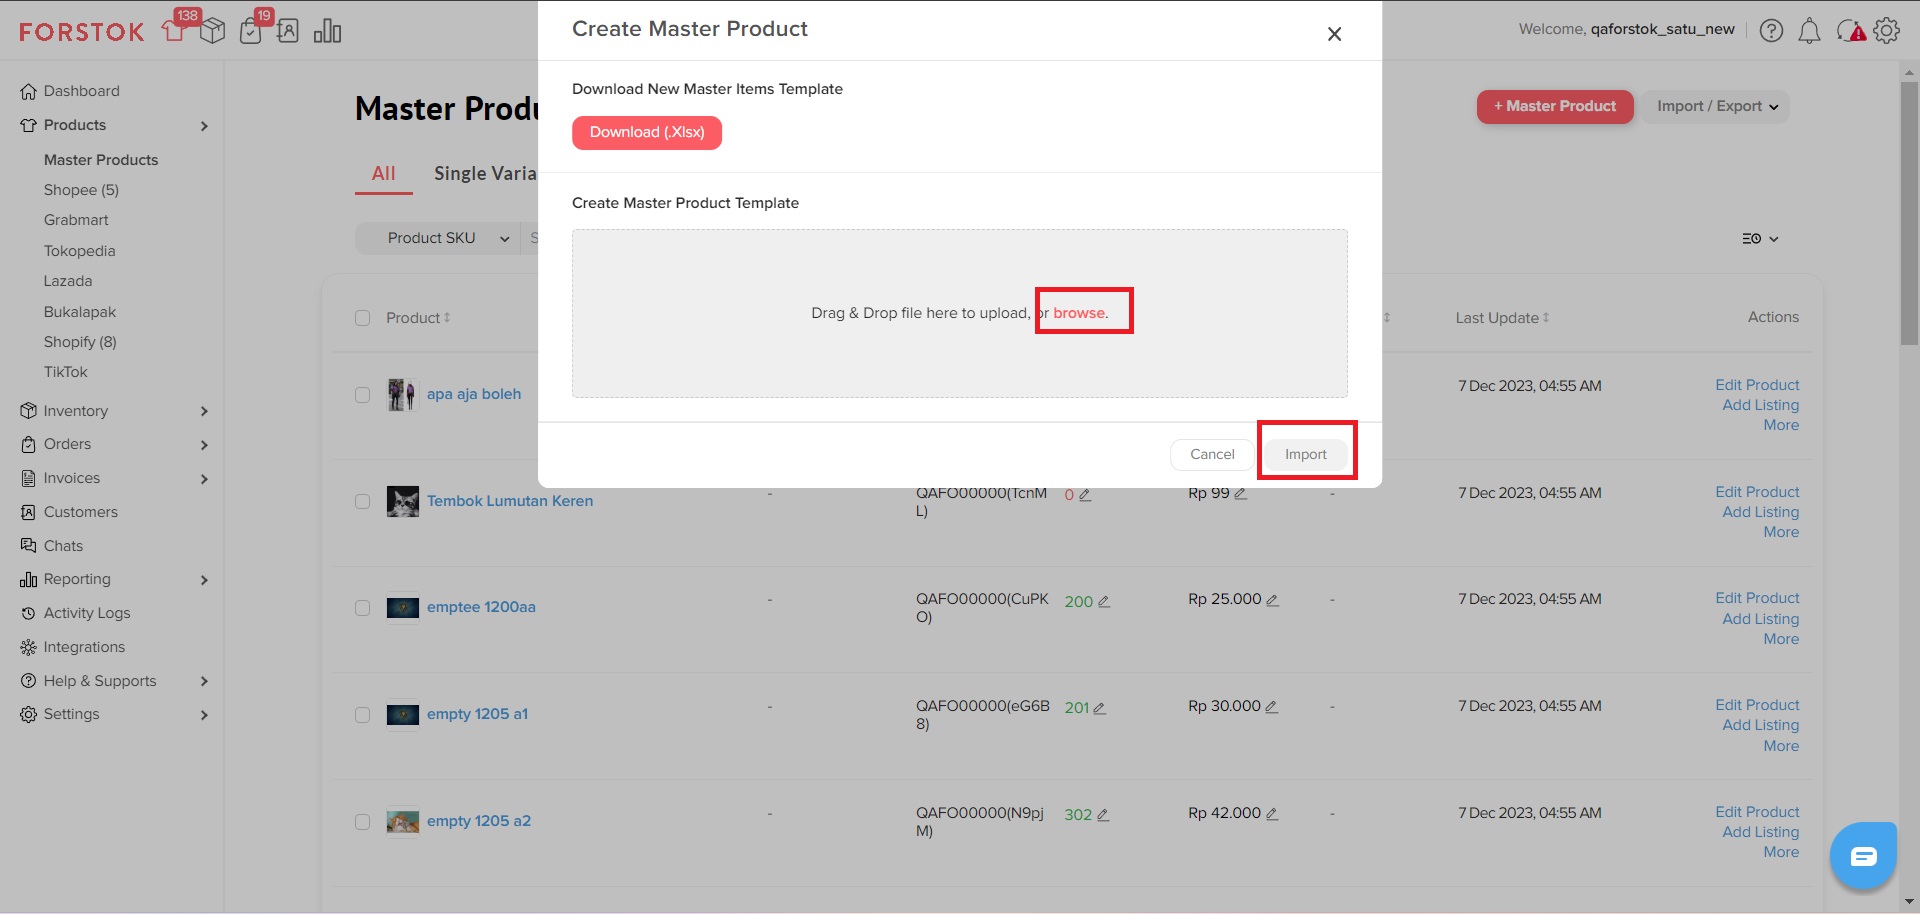 FORSTOK
138
19
Welcome, qaforstok_satu_new
Create Master Product
Download New Master Items Template
Download (.Xlsx)
Create Master Product Template
Drag & Drop file here to upload, or browse.
Cancel
Import
Dashboard
Products
Master Products
Shopee (5)
Grabmart
Tokopedia
Lazada
Bukalapak
Shopify (8)
TikTok
Inventory
Orders
Invoices
Customers
Chats
Reporting
Activity Logs
Integrations
Help & Supports
Settings
Master Produ
+ Master Product
Import / Export
All
Single Varia
Product SKU
S
Product
Last Update
Actions
apa aja boleh
7 Dec 2023, 04:55 AM
Edit Product
Add Listing
More
Tembok Lumutan Keren
-
QAFO00000(TcnM
L)
0
Rp 99
-
7 Dec 2023, 04:55 AM
Edit Product
Add Listing
More
emptee 1200aa
-
QAFO00000(CuPK
O)
200
Rp 25.000
-
7 Dec 2023, 04:55 AM
Edit Product
Add Listing
More
empty 1205 a1
-
QAFO00000(eG6B
8)
201
Rp 30.000
-
7 Dec 2023, 04:55 AM
Edit Product
Add Listing
More
empty 1205 a2
-
QAFO00000(N9pj
M)
302
Rp 42.000
-
7 Dec 2023, 04:55 AM
Edit Product
Add Listing
More